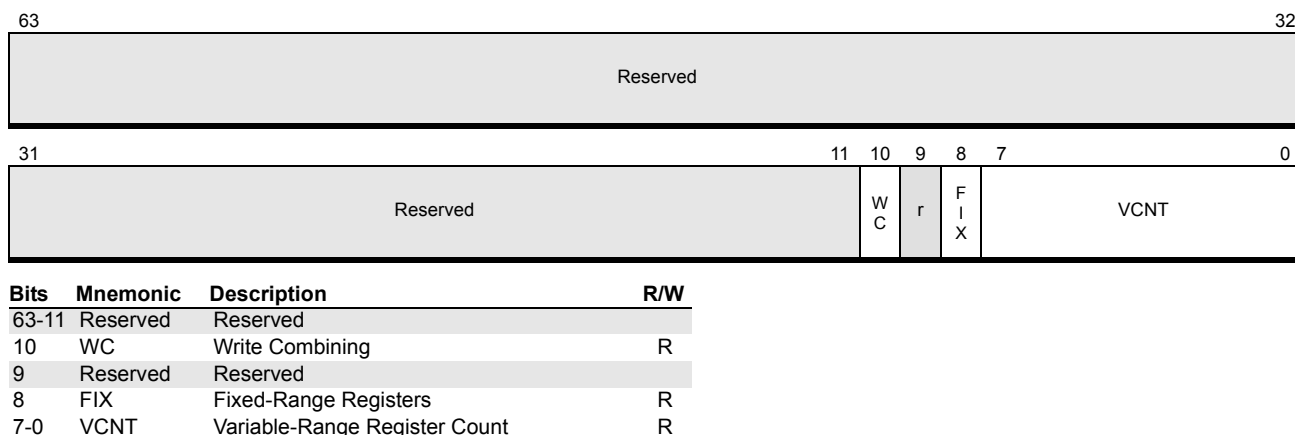 63 32
Reserved
31 11 10 9 8 7 0
Reserved WC r FIX VCNT
Bits Mnemonic Description R/W
63-11 Reserved Reserved
10 WC Write Combining R
9 Reserved Reserved
8 FIX Fixed-Range Registers R
7-0 VCNT Variable-Range Register Count R